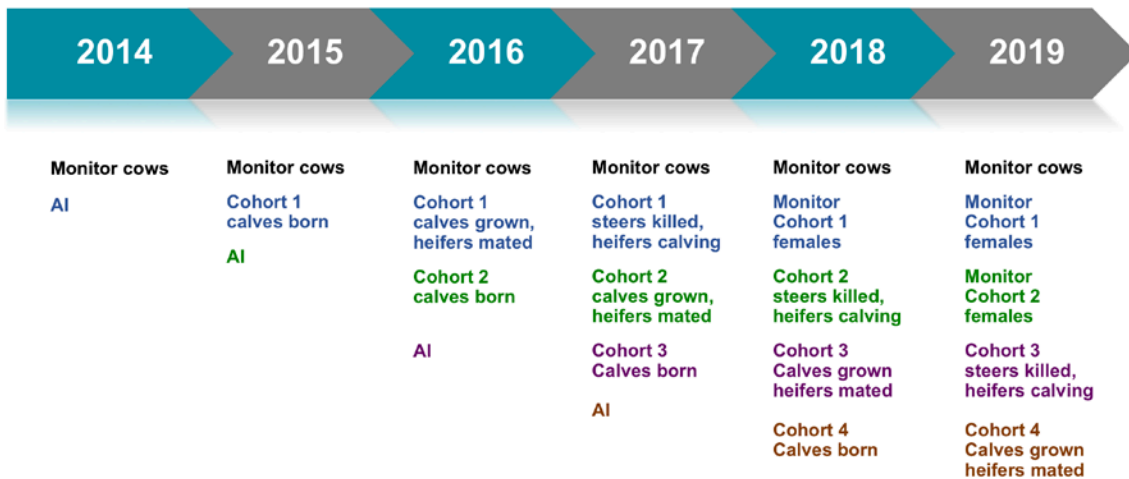 2014
2015
2016
2017
2018
2019
Monitor cows
AI
Monitor cows
Cohort 1
calves born
AI
Monitor cows
Cohort 1
calves grown,
heifers mated
Cohort 2
calves born
AI
Monitor cows
Cohort 1
steers killed,
heifers calving
Cohort 2
calves grown,
heifers mated
Cohort 3
Calves born
AI
Monitor cows
Monitor
Cohort 1
females
Cohort 2
steers killed,
heifers calving
Cohort 3
Calves grown
heifers mated
Cohort 4
Calves born
Monitor cows
Monitor
Cohort 1
females
Monitor
Cohort 2
females
Cohort 3
steers killed,
heifers calving
Cohort 4
Calves grown
heifers mated